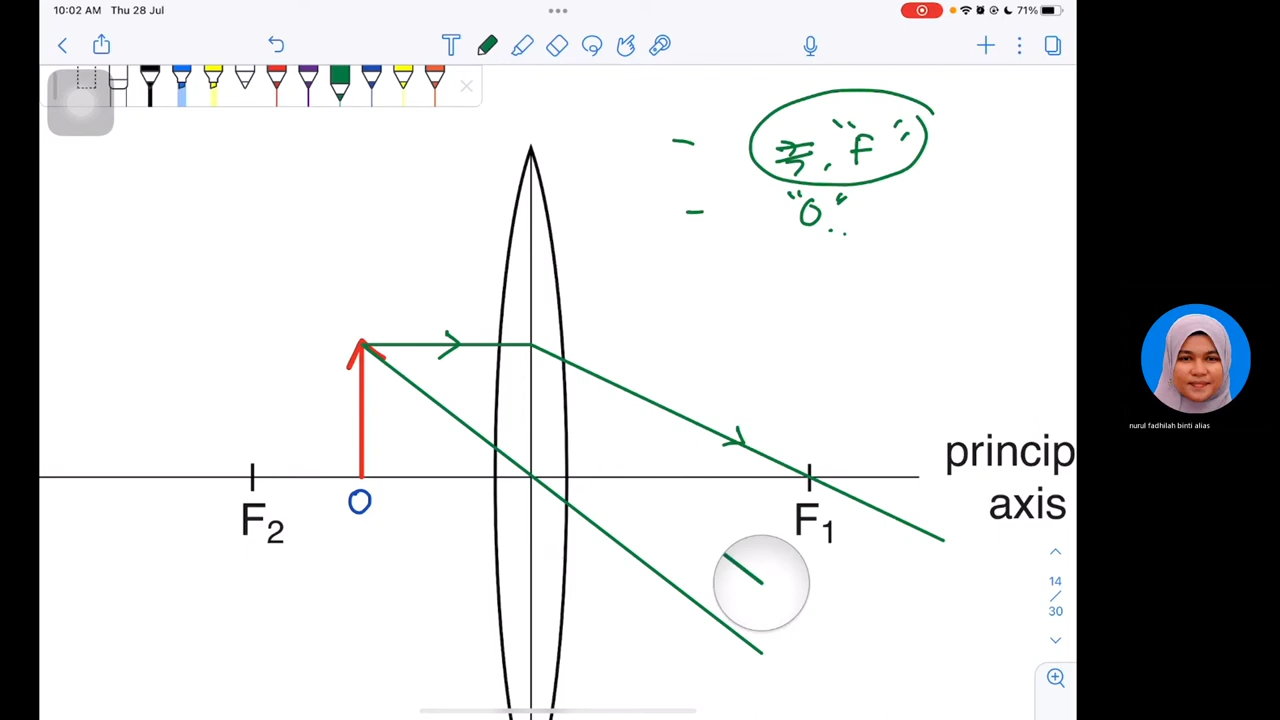 10:02 AM Thu 28 Jul
71%
"F"
"O"
princip
axis
F₂
O
F₁
nurul fadhilah binti alias
14
/
30